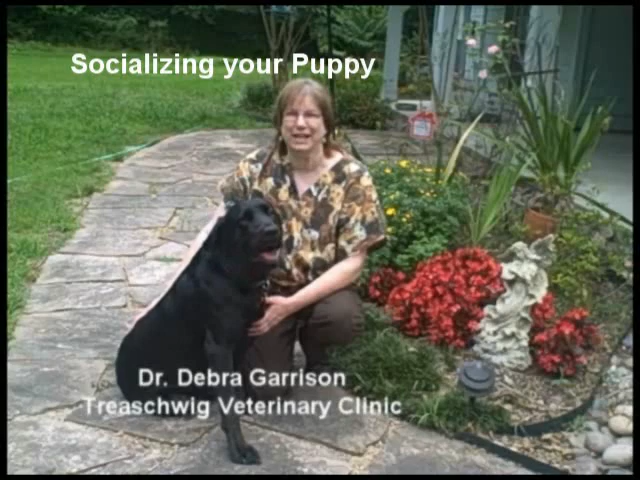 Socializing your Puppy
Dr. Debra Garrison
Treaschwig Veterinary Clinic